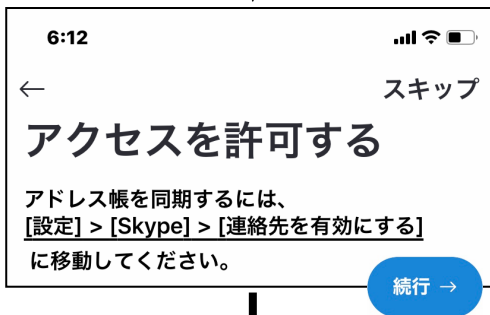 6:12
← スキップ
アクセスを許可する
アドレス帳を同期するには、
[設定] > [Skype] > [連絡先を有効にする]
に移動してください。
続行 →